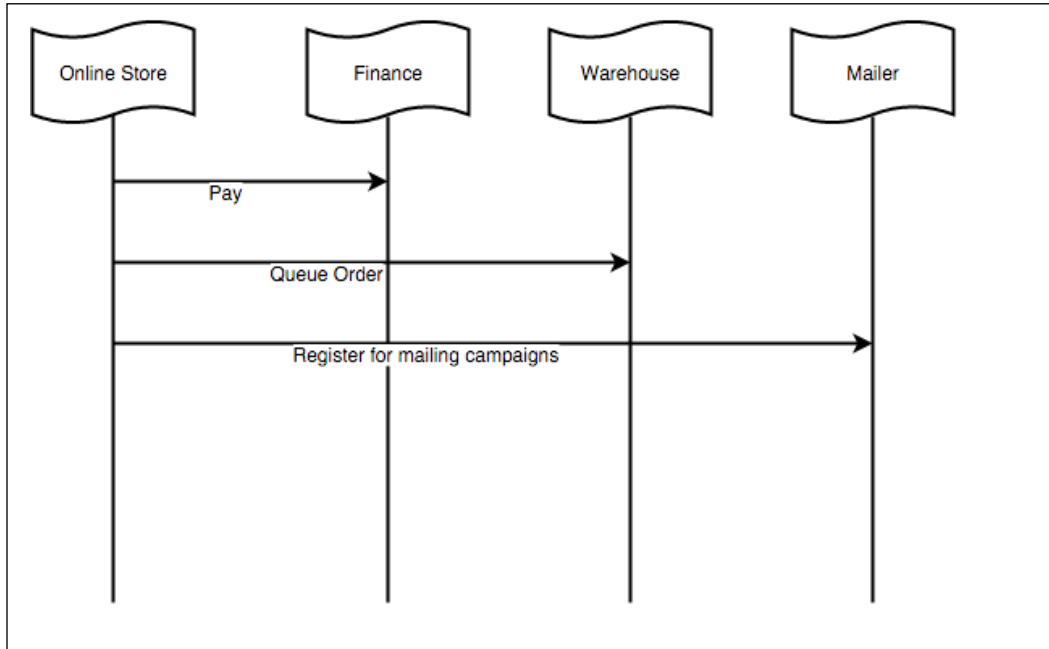 Online Store
Finance
Warehouse
Mailer
Pay
Queue Order
Register for mailing campaigns